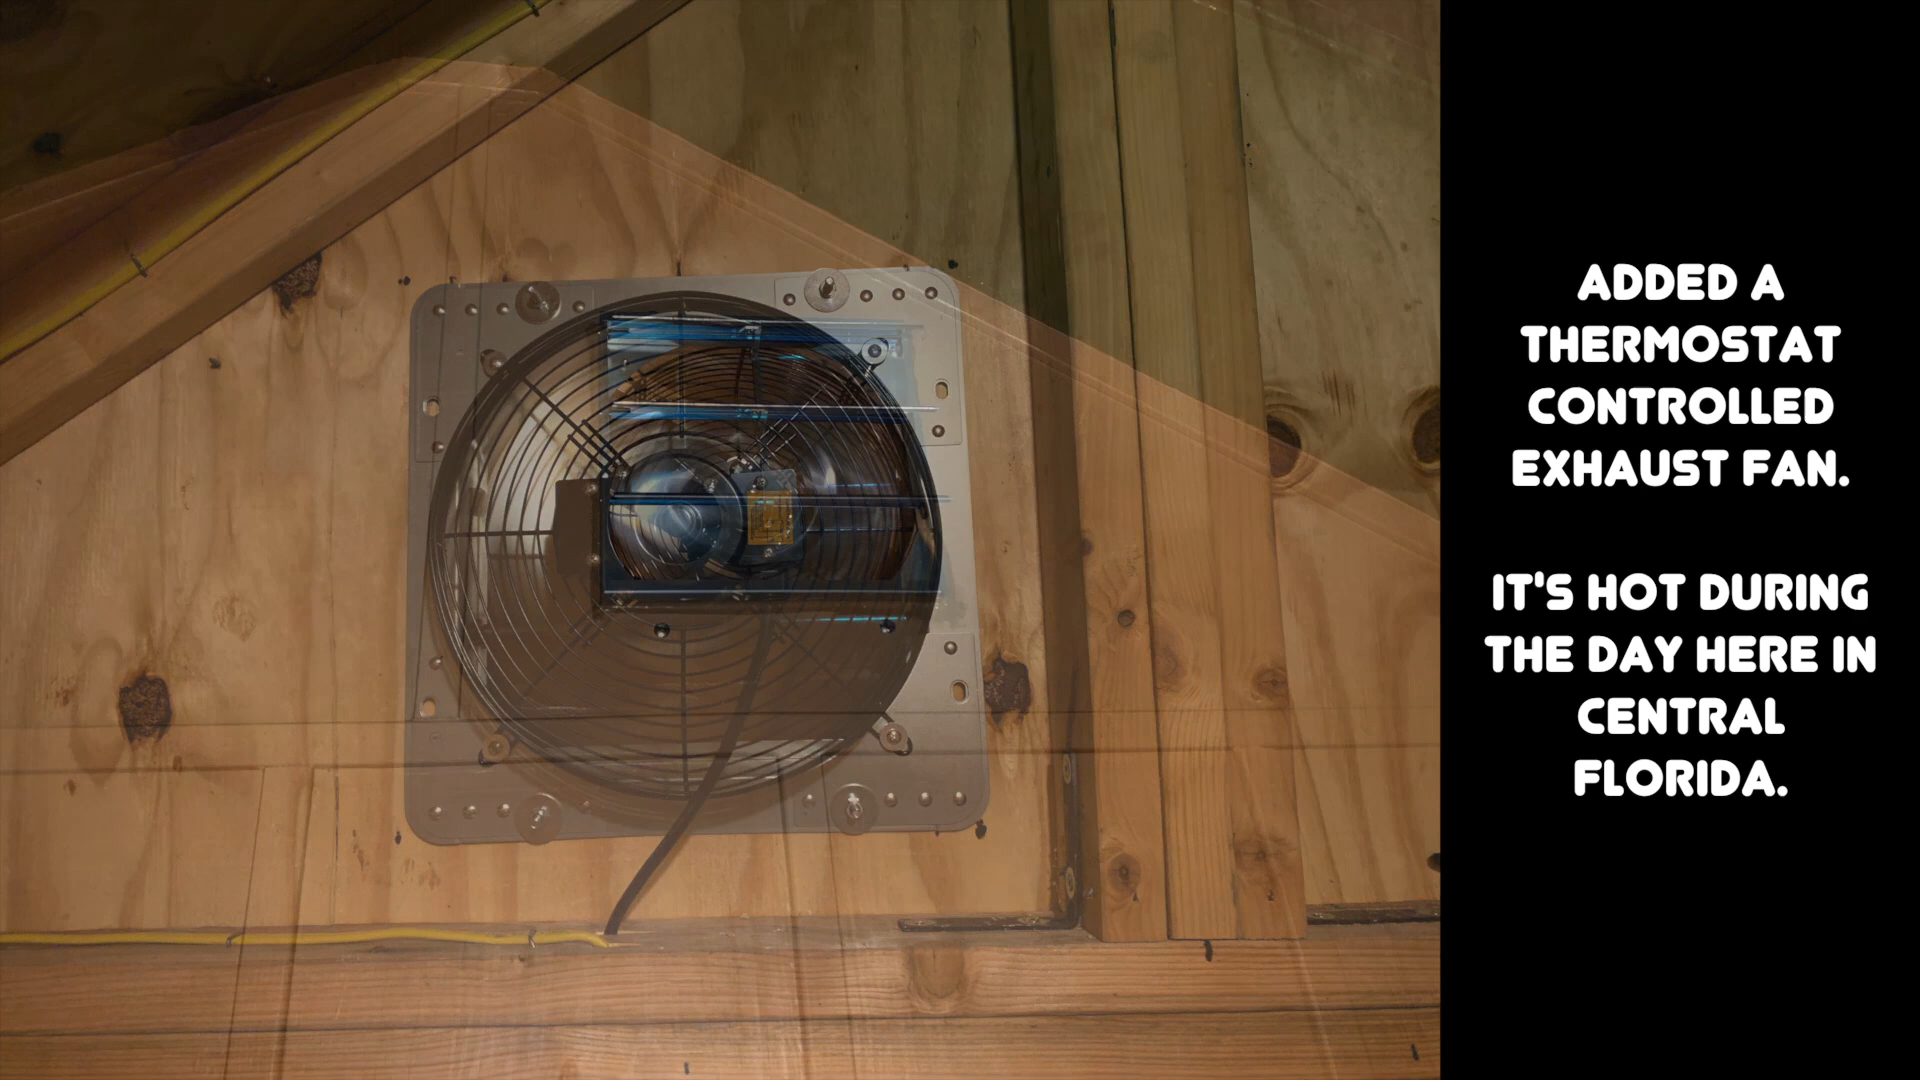 ADDED A
THERMOSTAT
CONTROLLED
EXHAUST FAN.
IT'S HOT DURING
THE DAY HERE IN
CENTRAL
FLORIDA.